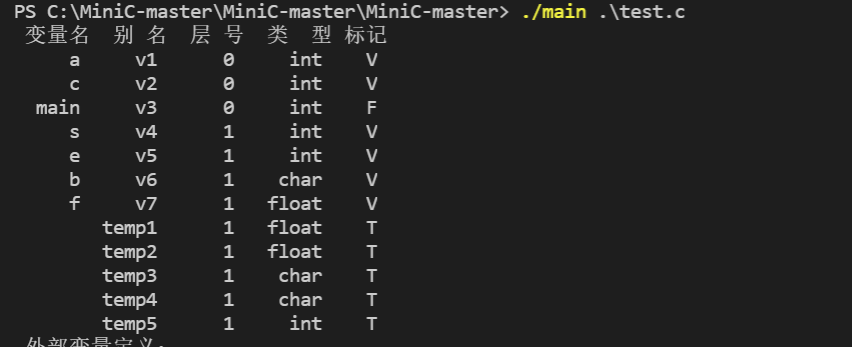 PS C:\MiniC-master\MiniC-master\MiniC-master> ./main .\test.c
变量名 别 名 层 号 类 型 标记
a v1 0 int V
c v2 0 int V
main v3 0 int F
s v4 1 int V
e v5 1 int V
b v6 1 char V
f v7 1 float V
temp1 1 float T
temp2 1 float T
temp3 1 char T
temp4 1 char T
temp5 1 int T
外部变量定义: